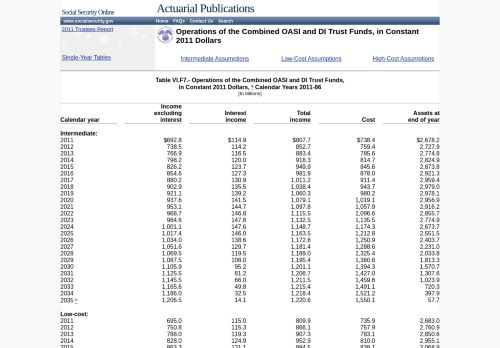 Social Security Online
Actuarial Publications
www.socialsecurity.gov Home FAQs Contact Us Search
2011 Trustees Report
Operations of the Combined OASI and DI Trust Funds, in Constant 2011 Dollars
Single-Year Tables
Intermediate Assumptions Low-Cost Assumptions High-Cost Assumptions
Table VI.F7.- Operations of the Combined OASI and DI Trust Funds,
in Constant 2011 Dollars, a Calendar Years 2011-86
[In billions]
Calendar year Income excluding interest Interest income Total income Cost Assets at end of year
Intermediate:
2011 $692.8 $114.9 $807.7 $738.4 $2,678.2
2012 738.5 114.2 852.7 759.4 2,727.9
2013 766.9 116.5 883.4 785.6 2,774.8
2014 798.2 120.0 918.3 814.7 2,824.9
2015 826.2 123.7 949.9 845.6 2,873.8
2016 854.6 127.3 981.9 878.0 2,921.3
2017 880.2 130.9 1,011.2 911.4 2,959.4
2018 902.9 135.5 1,038.4 943.7 2,979.0
2019 921.1 139.2 1,060.3 980.2 2,978.1
2020 937.6 141.5 1,079.1 1,019.1 2,956.9
2021 953.1 144.7 1,097.8 1,057.9 2,916.2
2022 968.7 146.8 1,115.5 1,096.6 2,855.7
2023 984.6 147.8 1,132.5 1,135.5 2,774.9
2024 1,001.1 147.6 1,148.7 1,174.3 2,673.7
2025 1,017.4 146.0 1,163.5 1,212.8 2,551.5
2026 1,034.0 138.6 1,172.6 1,250.9 2,403.7
2027 1,051.6 129.7 1,181.4 1,288.6 2,231.0
2028 1,069.5 119.5 1,189.0 1,325.4 2,033.8
2029 1,087.5 108.0 1,195.4 1,360.6 1,813.3
2030 1,105.9 95.2 1,201.1 1,394.3 1,570.7
2031 1,125.5 81.2 1,206.7 1,427.0 1,307.6
2032 1,145.5 66.0 1,211.5 1,459.6 1,023.9
2033 1,165.6 49.8 1,215.4 1,491.1 720.3
2034 1,186.0 32.5 1,218.4 1,521.2 397.9
2035 b 1,206.5 14.1 1,220.6 1,550.1 57.7
Low-cost:
2011 695.0 115.0 809.9 735.9 2,683.0
2012 750.8 115.3 866.1 757.9 2,760.9
2013 788.0 119.3 907.3 783.1 2,850.6
2014 828.0 124.9 952.9 810.0 2,955.1
2015 863.3 131.1 994.5 838.1 3,068.9